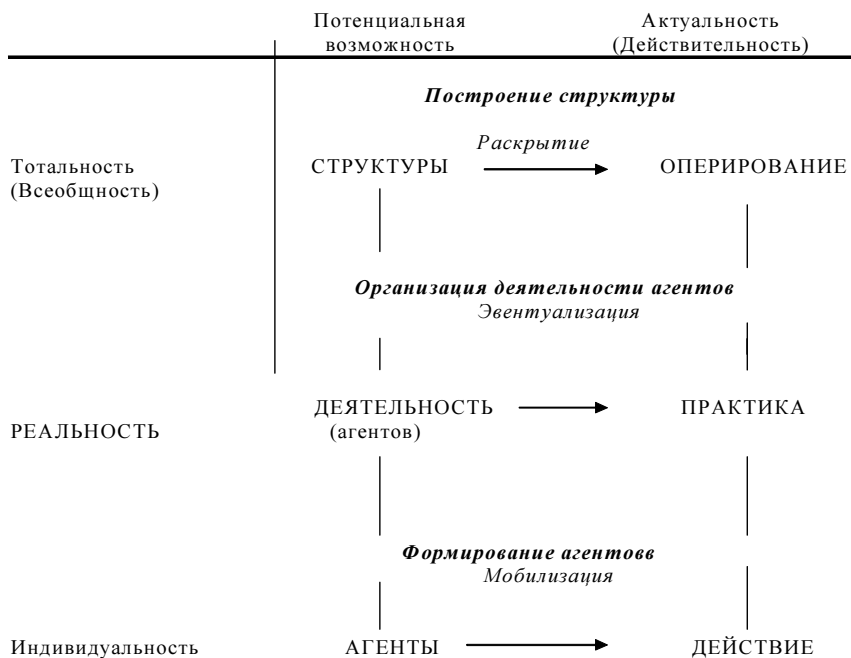 Потенциальная Актуальность
возможность (Действительность)
Построение структуры
Раскрытие
Тотальность СТРУКТУРЫ ОПЕРИРОВАНИЕ
(Всеобщность)
Организация деятельности агентов
Эвентуализация
ДЕЯТЕЛЬНОСТЬ ПРАКТИКА
РЕАЛЬНОСТЬ (агентов)
Формирование агентовв
Мобилизация
Индивидуальность АГЕНТЫ ДЕЙСТВИЕ